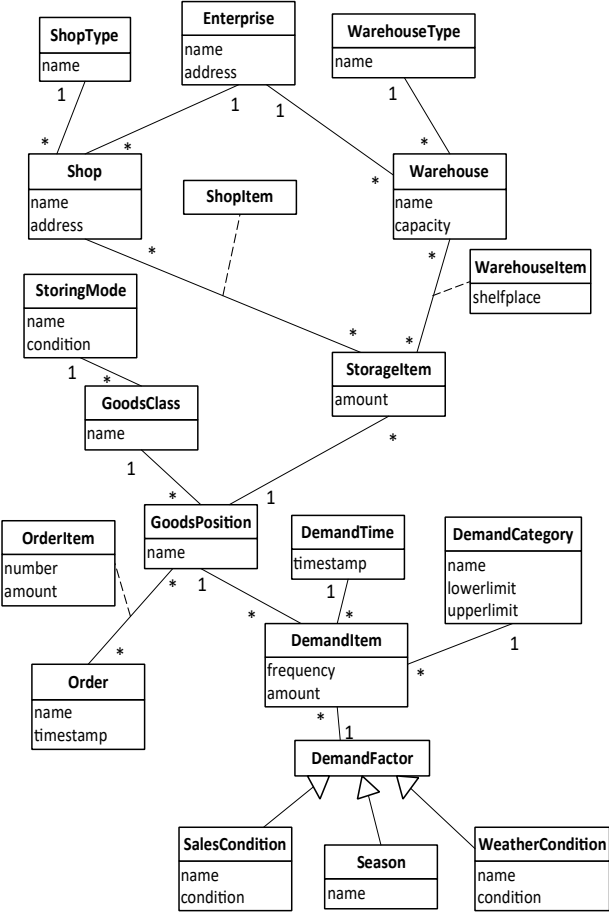 Enterprise
name
address
ShopType
name
WarehouseType
name
1
1
1
1
*
*
*
*
Shop
name
address
ShopItem
Warehouse
name
capacity
*
*
WarehouseItem
shelfplace
StoringMode
name
condition
*
*
StorageItem
amount
1
*
GoodsClass
name
*
1
*
1
GoodsPosition
name
OrderItem
number
amount
DemandTime
timestamp
DemandCategory
name
lowerlimit
upperlimit
*
1
1
*
*
*
1
*
DemandItem
frequency
amount
Order
name
timestamp
*
1
DemandFactor
SalesCondition
name
condition
Season
name
WeatherCondition
name
condition